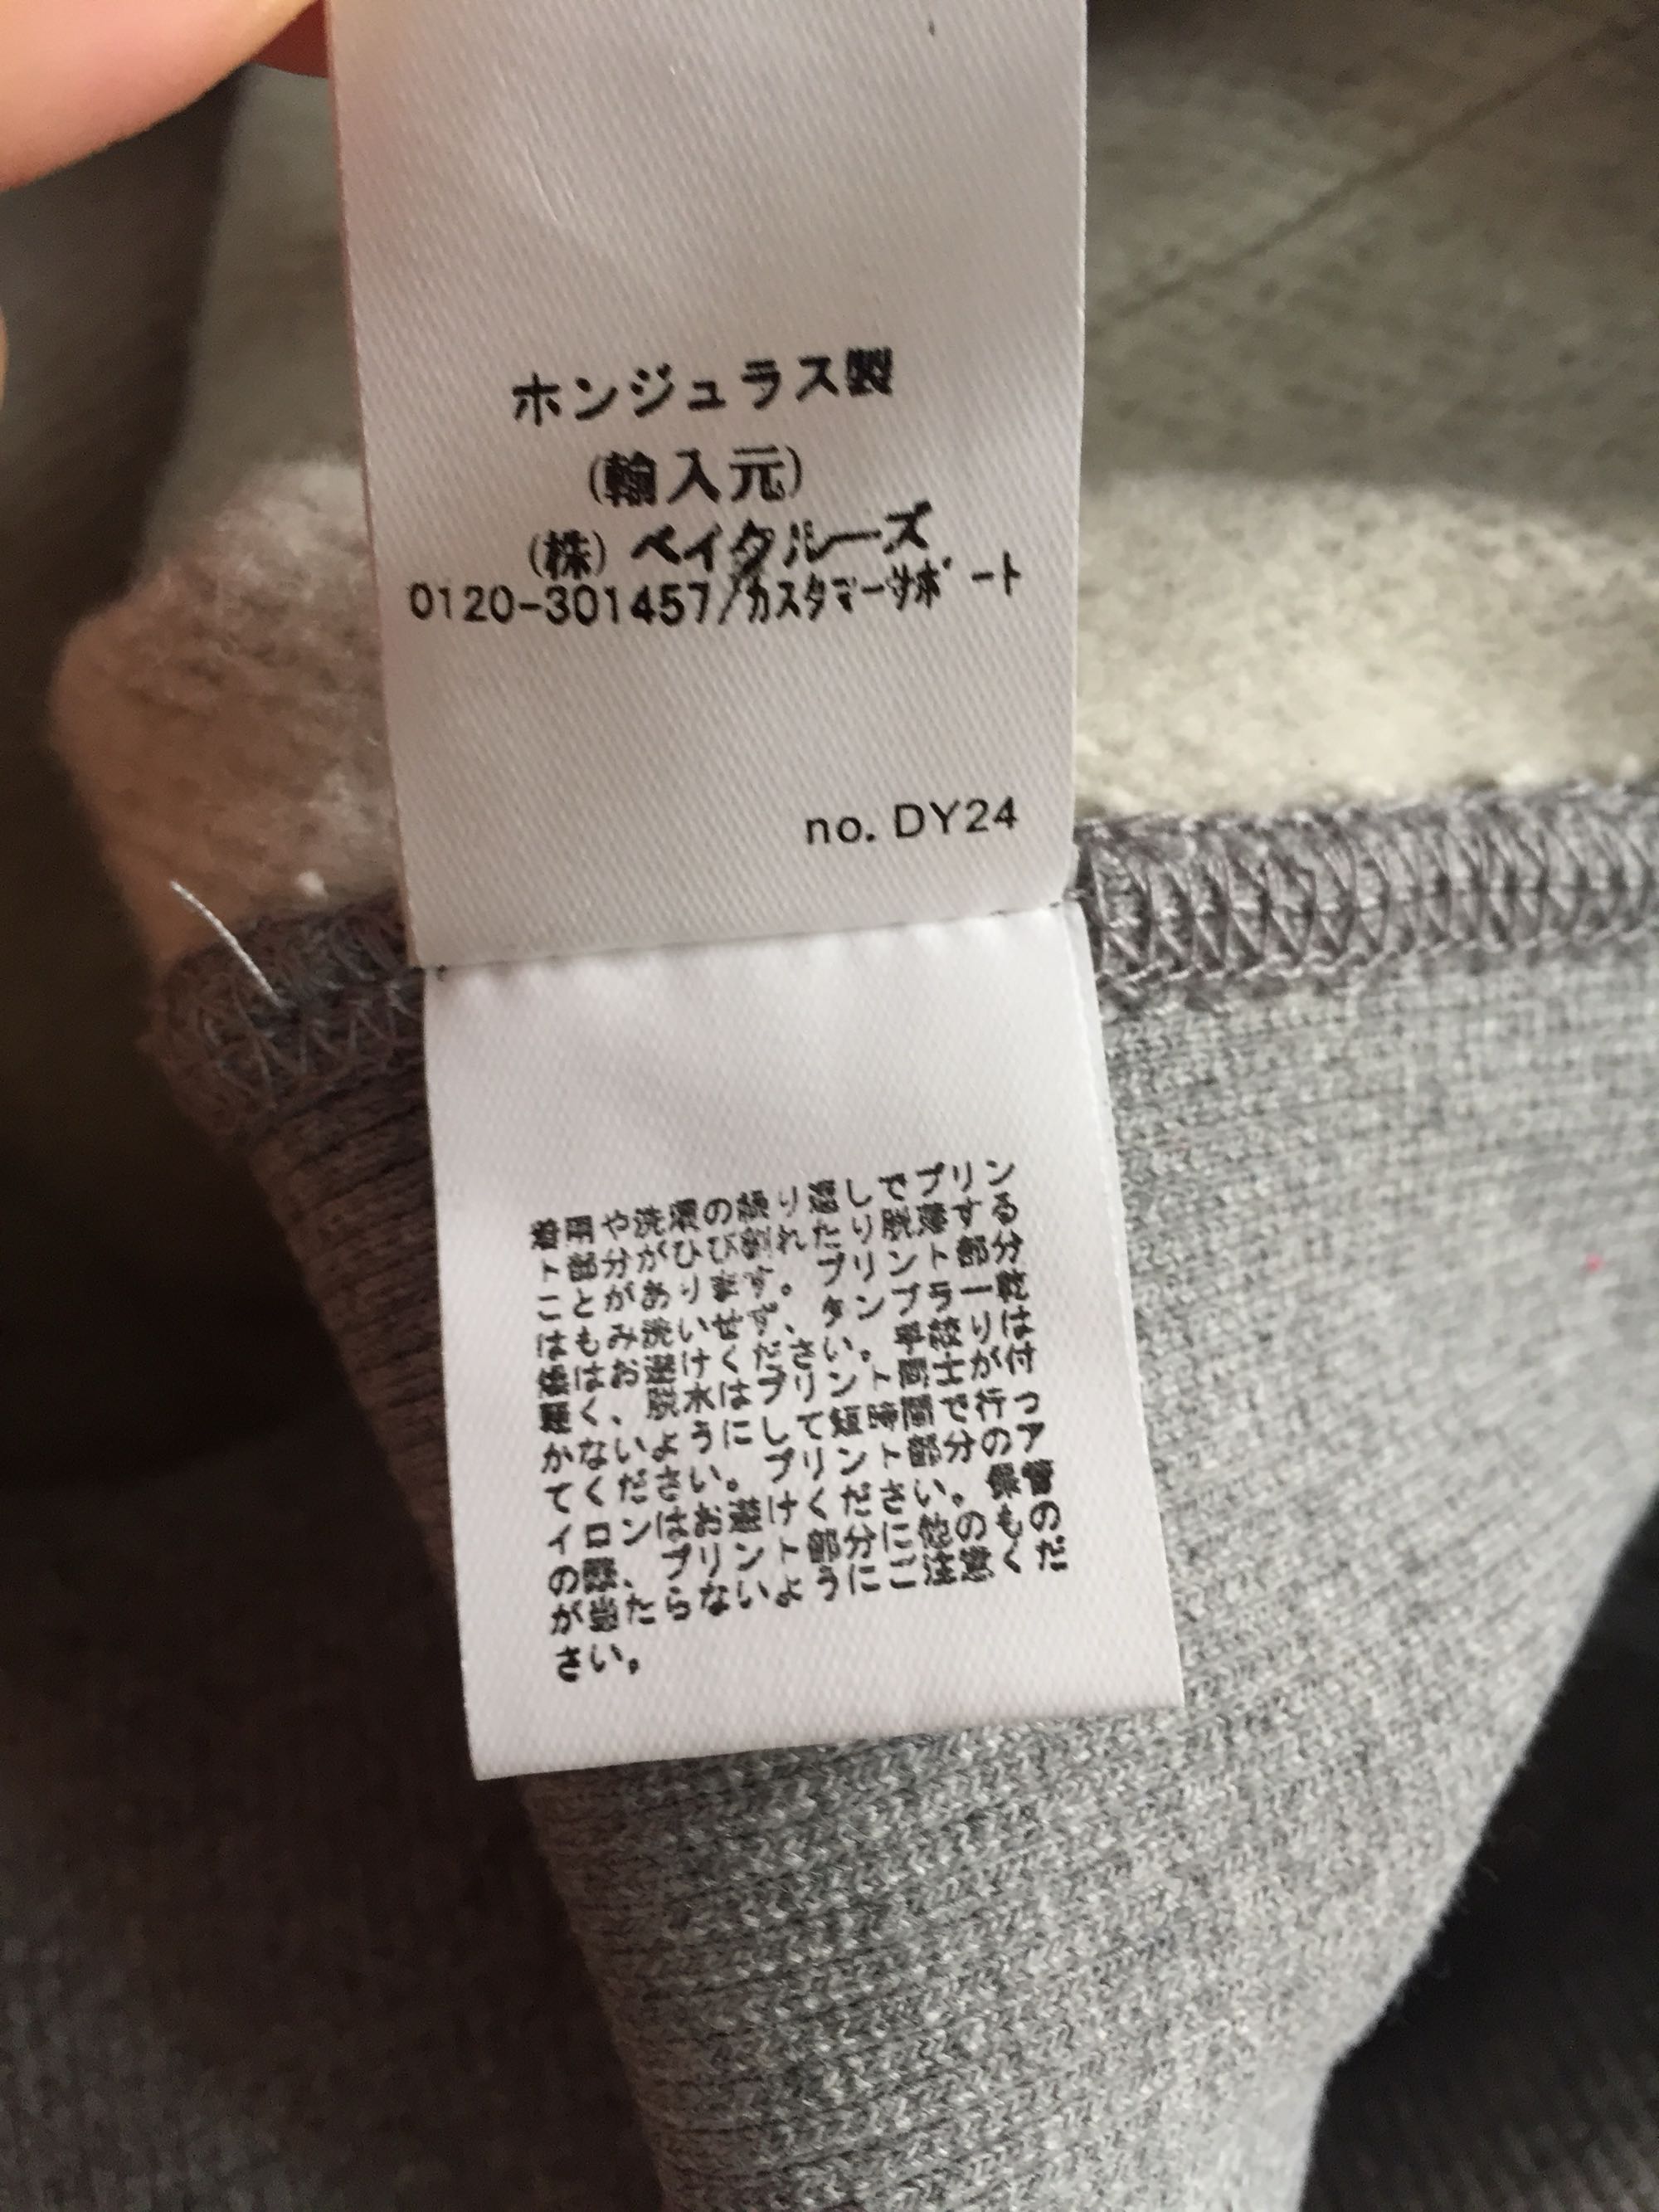 ホンジュラス製
(輸入元)
(株) ベイクルーズ
0120-301457/カスタマーサポート
no. DY24
着用や洗濯の繰り返しでプリン
ト部分がひび割れたり脱落する
ことがあります。プリント部分
はもみ洗いせず、タンブラー乾
燥はお避けください。手絞りは
軽く、脱水はプリント同士が付
かないようにして短時間で行っ
てください。プリント部分のア
イロンはお避けください。保管
の際、プリント部分に他のもの
が当たらないようにご注意くだ
さい。